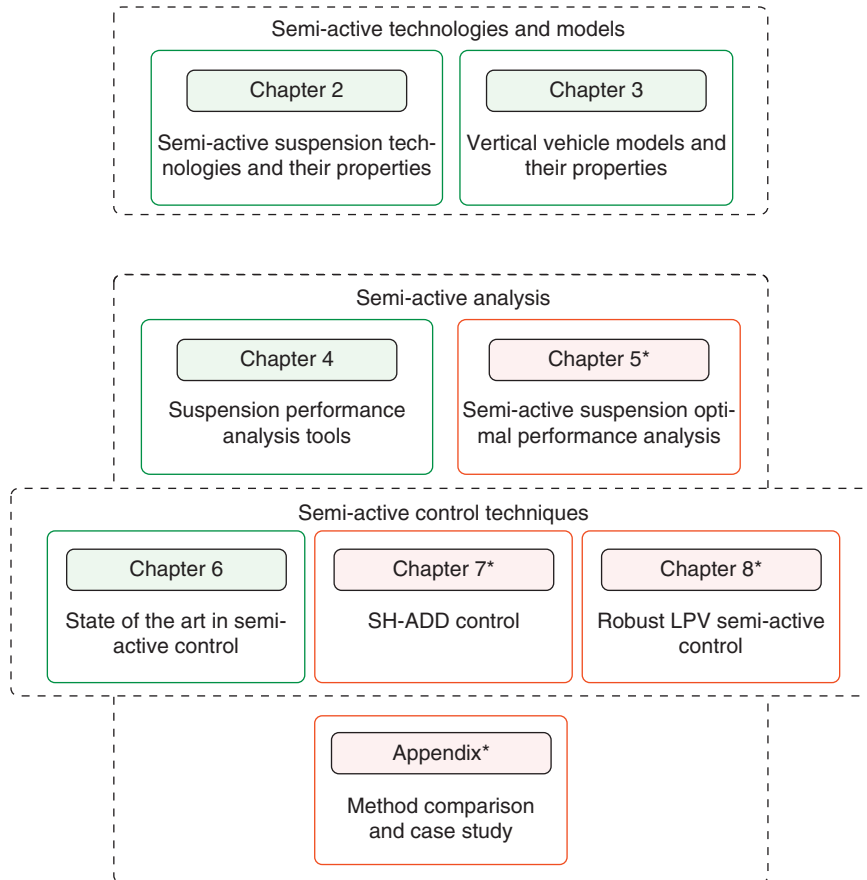 Semi-active technologies and models
Chapter 2
Semi-active suspension tech-
nologies and their properties
Chapter 3
Vertical vehicle models and
their properties
Semi-active analysis
Chapter 4
Suspension performance
analysis tools
Chapter 5*
Semi-active suspension opti-
mal performance analysis
Semi-active control techniques
Chapter 6
State of the art in semi-
active control
Chapter 7*
SH-ADD control
Chapter 8*
Robust LPV semi-active
control
Appendix*
Method comparison
and case study